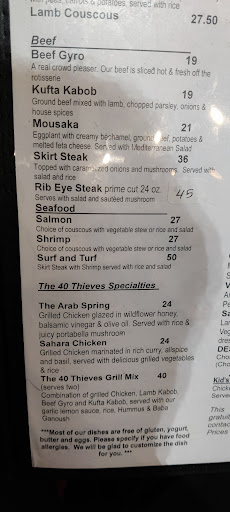 served with rice
Lamb Couscous 27.50
Beef
Beef Gyro 19
A real crowd pleaser. Our beef is sliced hot & fresh off the
rotisserie
Kufta Kabob 19
Ground beef mixed with lamb, chopped parsley, onions &
house spices
Mousaka 21
Eggplant with creamy bechamel, ground beef, potatoes &
melted feta cheese. Served with Mediterranean Salad
Skirt Steak 36
Topped with caramelized onions and mushrooms. Served with
salad and rice
Rib Eye Steak prime cut 24 oz. 45
Serves with salad and sautéed mushroom
Seafood
Salmon 27
Choice of couscous with vegetable stew or rice and salad
Shrimp 27
Choice of couscous with vegetable stew or rice and salad
Surf and Turf 50
Skirt Steak with Shrimp served with rice and salad
The 40 Thieves Specialties
The Arab Spring 24
Grilled Chicken glazed in wildflower honey,
balsamic vinegar & olive oil. Served with rice &
juicy portabella mushroom
Sahara Chicken 24
Grilled Chicken marinated in rich curry, allspice
and basil, served with delicious grilled vegetables
& rice
The 40 Thieves Grill Mix 40
(serves two)
Combination of grilled Chicken, Lamb Kabob,
Beef Gyro and Kufta Kabob, served with our
garlic lemon sauce, rice, Hummus & Baba
Ganoush
***Most of our dishes are free of gluten, yogurt,
butter and eggs. Please specify if you have food
allergies. We will be glad to customize the dish
for you. ***
Kid's
This
gratui
contac
Prices